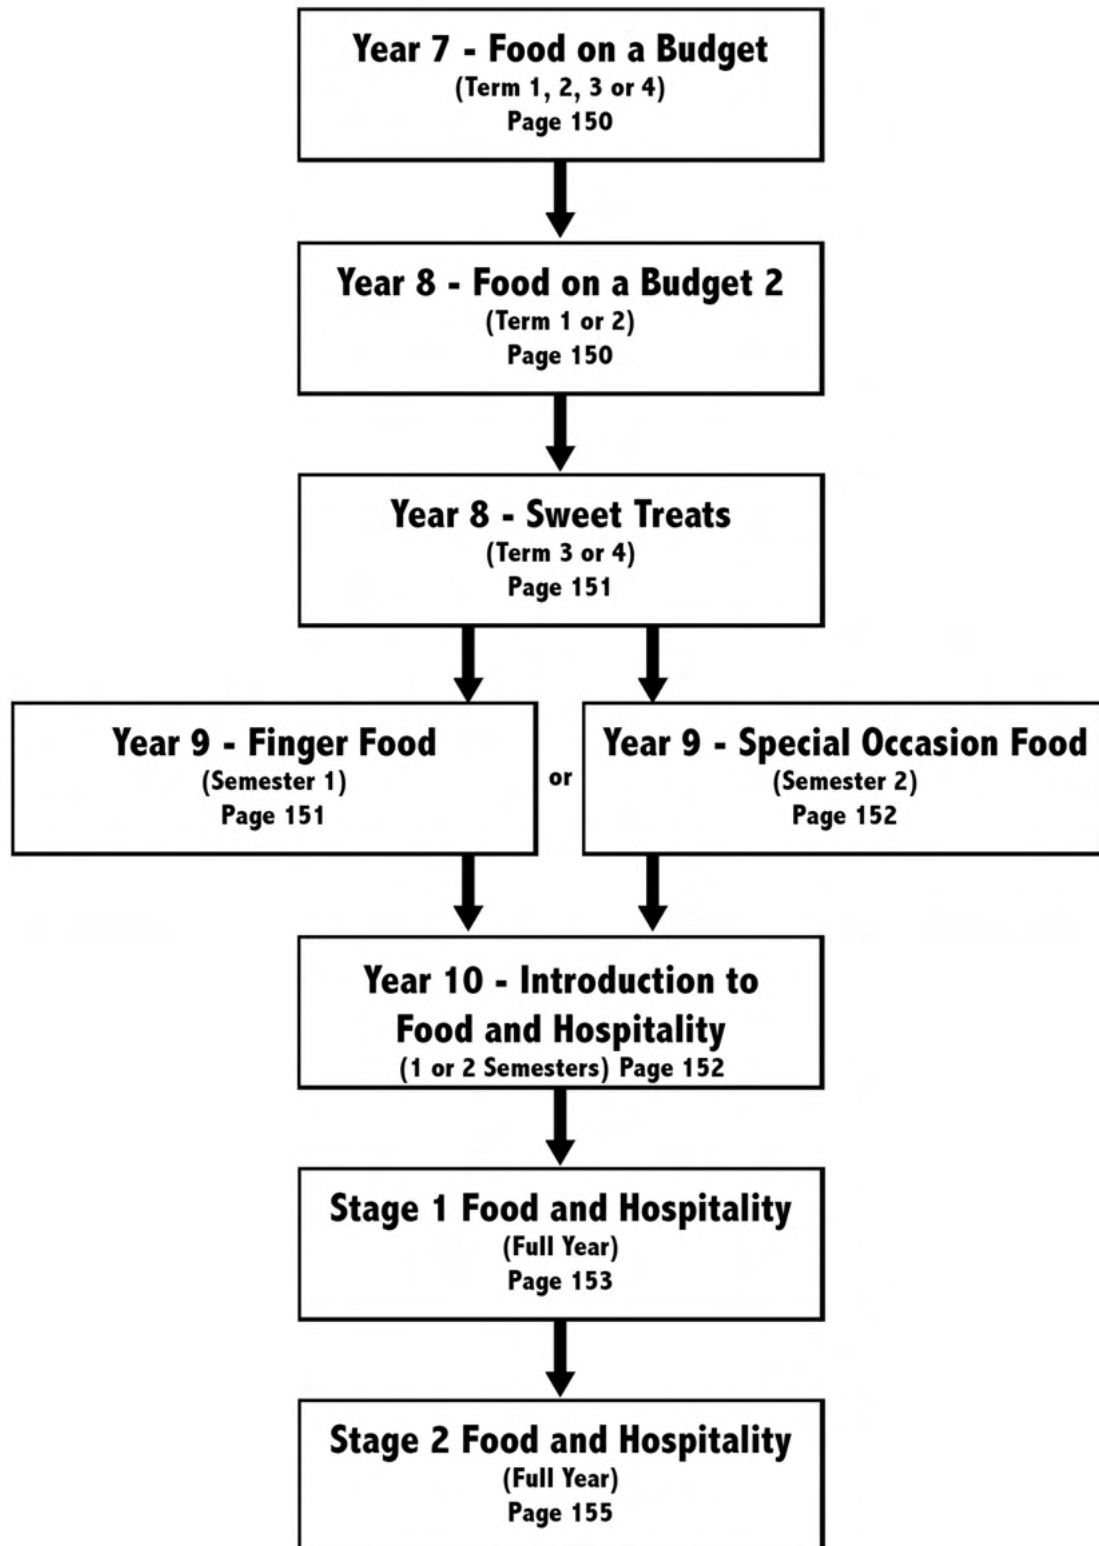 Year 7 - Food on a Budget
(Term 1, 2, 3 or 4)
Page 150
Year 8 - Food on a Budget 2
(Term 1 or 2)
Page 150
Year 8 - Sweet Treats
(Term 3 or 4)
Page 151
Year 9 - Finger Food
(Semester 1)
Page 151
or
Year 9 - Special Occasion Food
(Semester 2)
Page 152
Year 10 - Introduction to
Food and Hospitality
(1 or 2 Semesters) Page 152
Stage 1 Food and Hospitality
(Full Year)
Page 153
Stage 2 Food and Hospitality
(Full Year)
Page 155